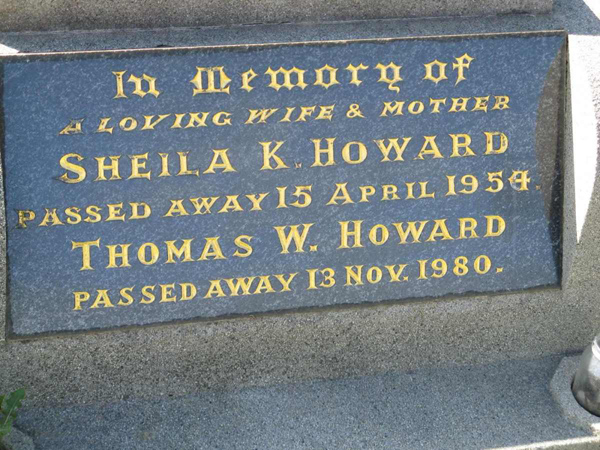 In Memory of
A LOVING WIFE & MOTHER
SHEILA K. HOWARD
PASSED AWAY 15 APRIL 1954.
THOMAS W. HOWARD
PASSED AWAY 13 NOV. 1980.